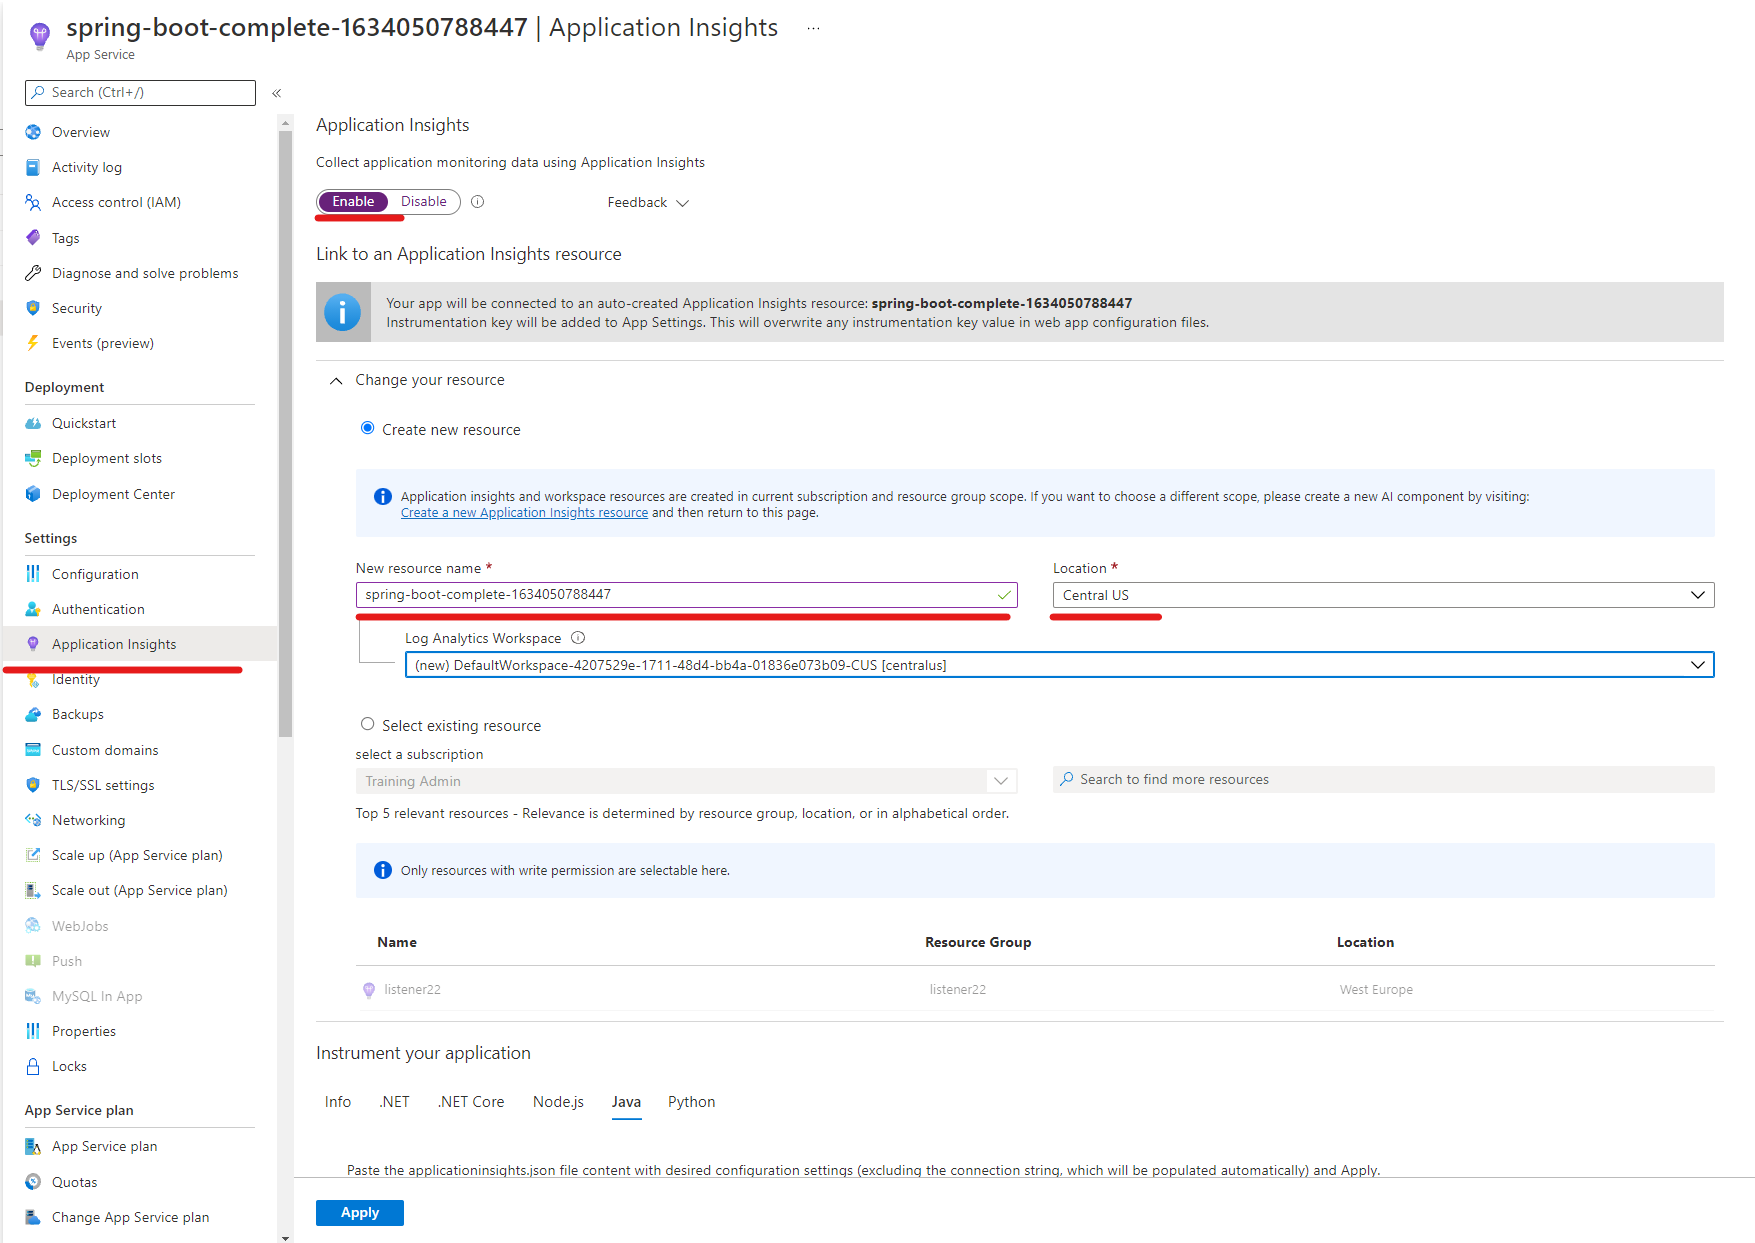 spring-boot-complete-1634050788447 | Application Insights ...
App Service
Search (Ctrl+/)
«
Overview
Activity log
Access control (IAM)
Tags
Diagnose and solve problems
Security
Events (preview)
Deployment
Quickstart
Deployment slots
Deployment Center
Settings
Configuration
Authentication
Application Insights
Identity
Backups
Custom domains
TLS/SSL settings
Networking
Scale up (App Service plan)
Scale out (App Service plan)
WebJobs
Push
MySQL In App
Properties
Locks
App Service plan
App Service plan
Quotas
Change App Service plan
Application Insights
Collect application monitoring data using Application Insights
Enable Disable Feedback
Link to an Application Insights resource
Your app will be connected to an auto-created Application Insights resource: spring-boot-complete-1634050788447
Instrumentation key will be added to App Settings. This will overwrite any instrumentation key value in web app configuration files.
Change your resource
Create new resource
Application insights and workspace resources are created in current subscription and resource group scope. If you want to choose a different scope, please create a new AI component by visiting:
Create a new Application Insights resource and then return to this page.
New resource name * Location *
spring-boot-complete-1634050788447 Central US
Log Analytics Workspace
(new) DefaultWorkspace-4207529e-1711-48d4-bb4a-01836e073b09-CUS [centralus]
Select existing resource
select a subscription
Training Admin Search to find more resources
Top 5 relevant resources - Relevance is determined by resource group, location, or in alphabetical order.
Only resources with write permission are selectable here.
Name Resource Group Location
listener22 listener22 West Europe
Instrument your application
Info .NET .NET Core Node.js Java Python
Paste the applicationinsights.json file content with desired configuration settings (excluding the connection string, which will be populated automatically) and Apply.
Apply